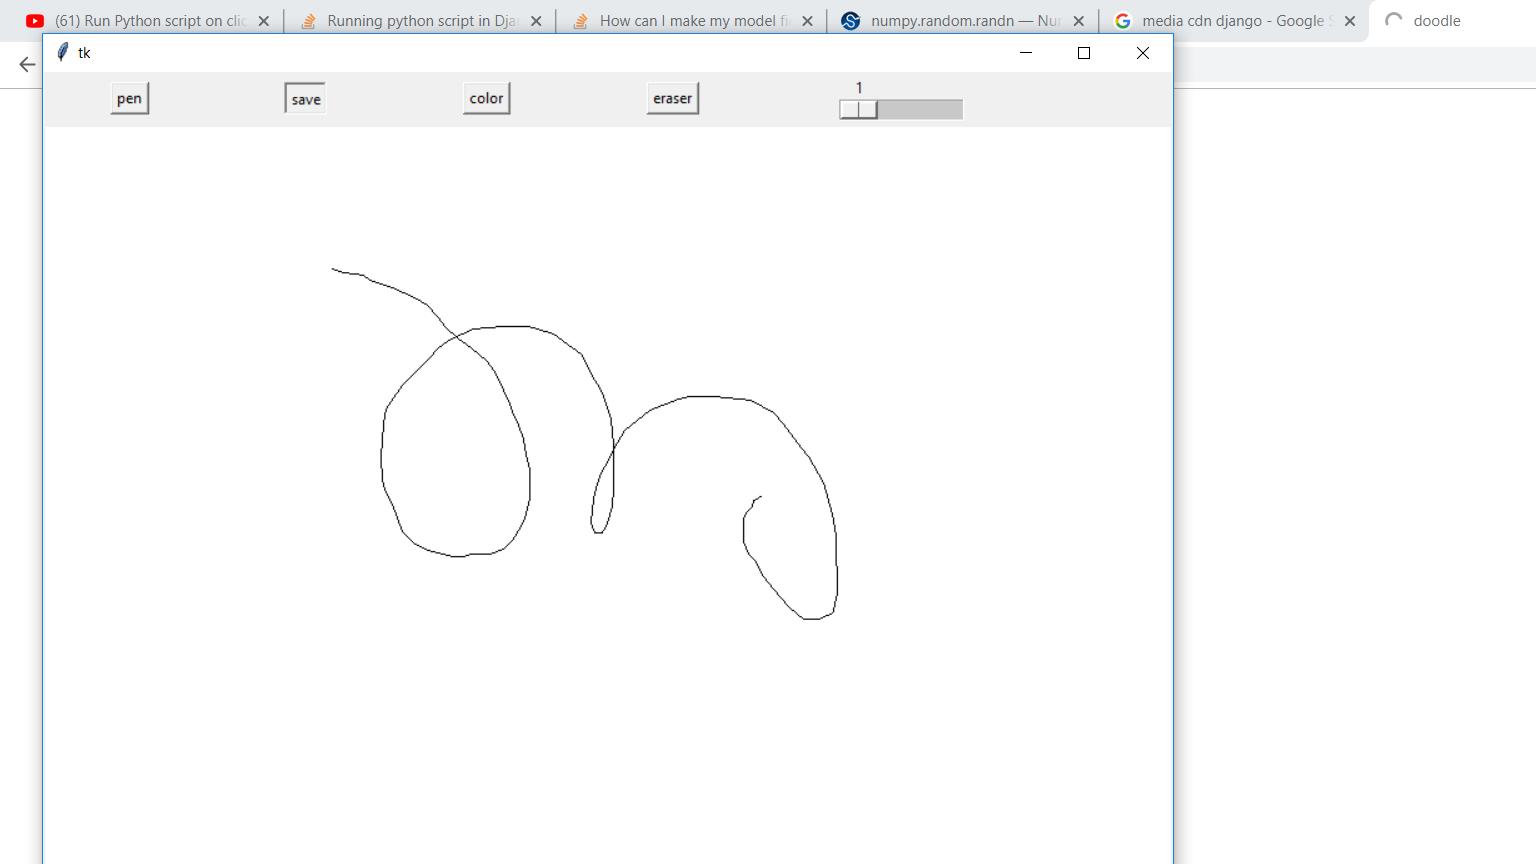 (61) Run Python script on clic
Running python script in Djan
How can I make my model fi
numpy.random.randn — Nu
media cdn django - Google S
doodle
tk
pen
save
color
eraser
1